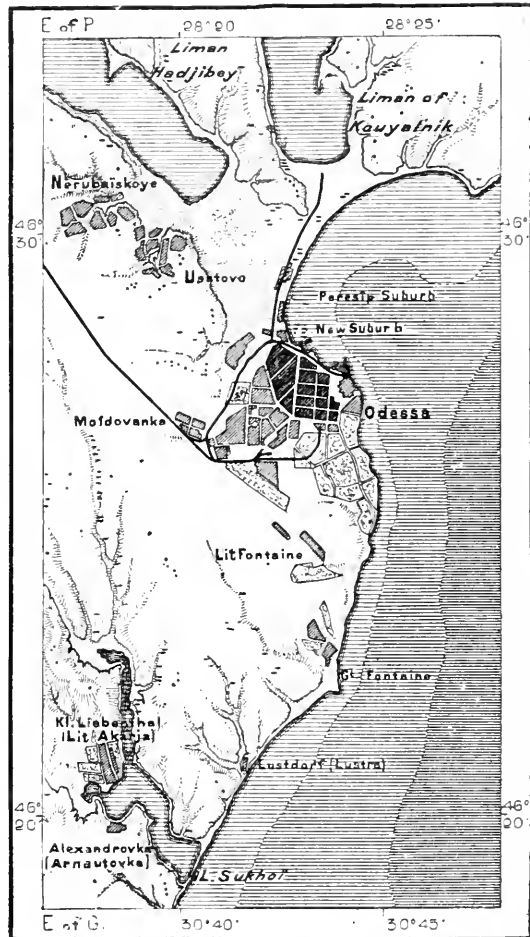 E of P.
28°20
28°25'
Liman
Hadjibey
Liman of
Kuyalnik
Nerubaiskoye
46°
30'
46°
30'
Usatova
Peresip Suburb
New Suburb
Moldovanka
Odessa
Lit Fontaine
Gt. Fontaine
Kl. Liebenthal
(Lit. Akarja)
Lustdorf (Lustra)
46°
20'
46°
20'
Alexandrovka
(Arnautovka)
L. Sukhoi
E. of G.
30°40'
30°45'